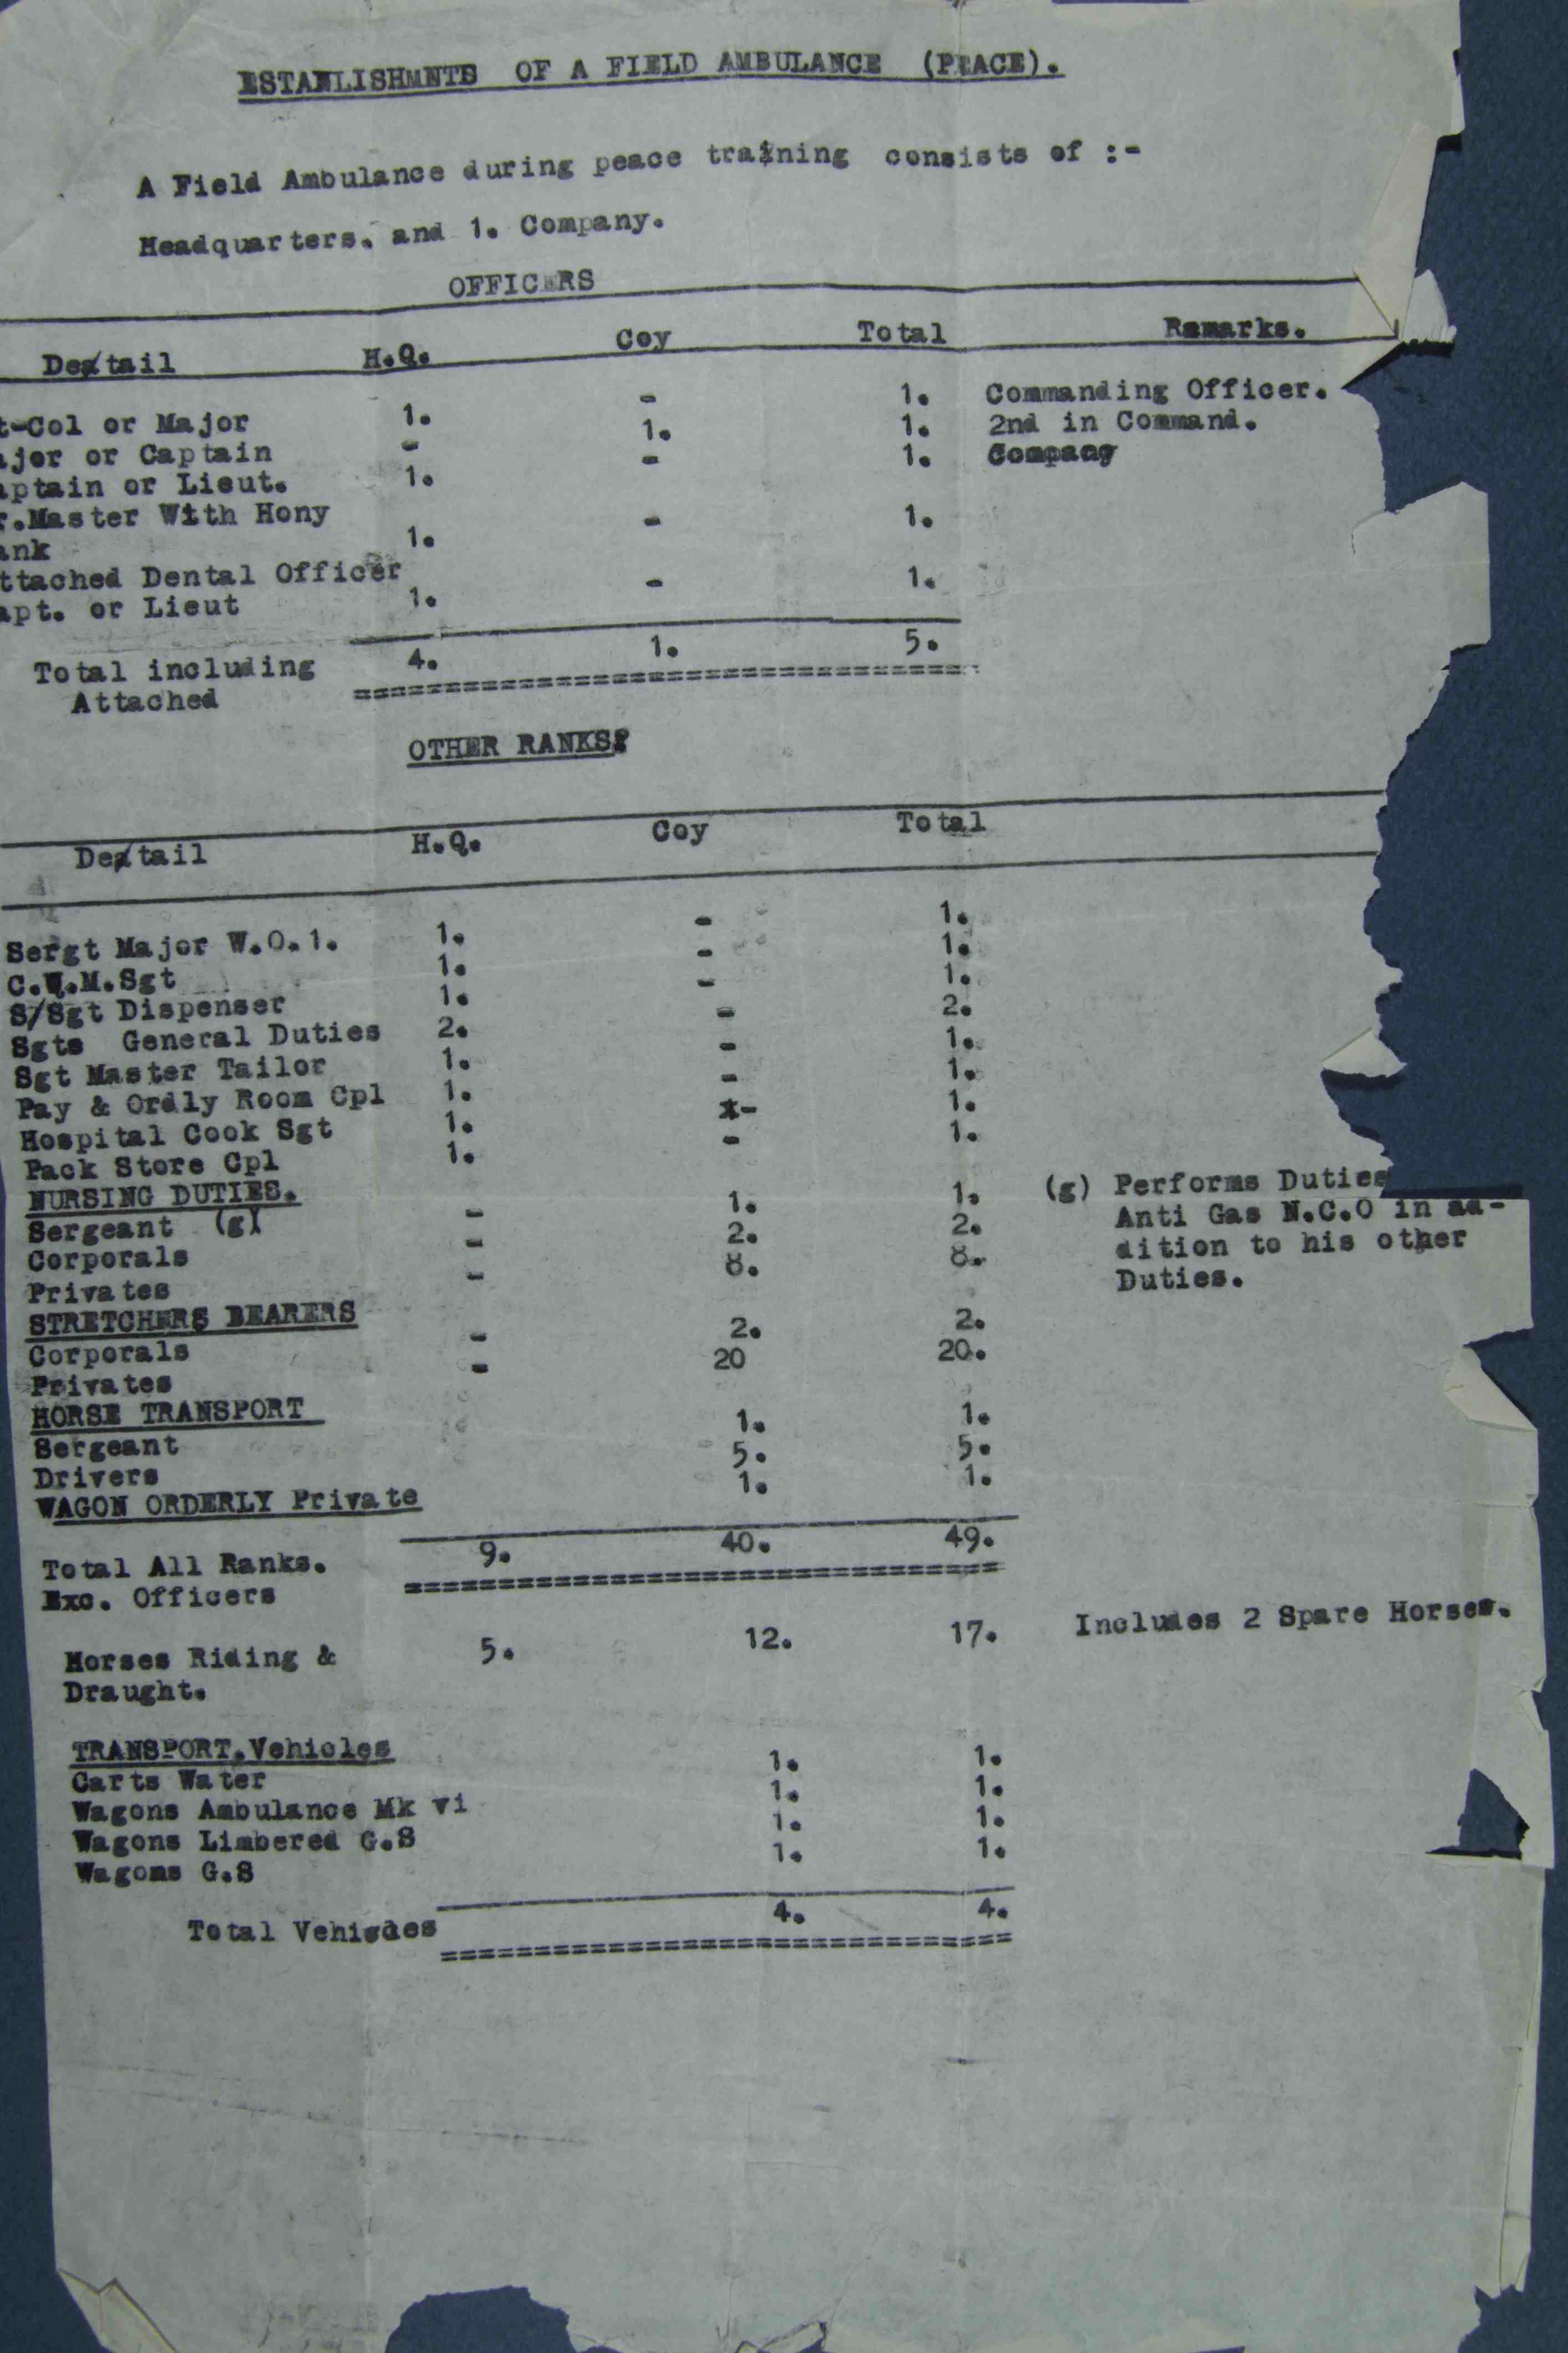 ESTABLISHMNTS OF A FIELD AMBULANCE (PEACE).
A Field Ambulance during peace training consists of :-
Headquarters. and 1. Company.
OFFICERS
Detail H.Q. Coy Total Remarks.
t-Col or Major 1. - 1. Commanding Officer.
ajor or Captain - 1. 1. 2nd in Command.
aptain or Lieut. 1. - 1. Company
r.Master With Hony
ank 1. - 1.
ttached Dental Officer
apt. or Lieut 1. - 1.
Total including 4. 1. 5.
Attached
==================================
OTHER RANKS
Detail H.Q. Coy Total
Sergt Major W.O.1. 1. - 1.
C.Q.M.Sgt 1. - 1.
S/Sgt Dispenser 1. - 1.
Sgts General Duties 2. - 2.
Sgt Master Tailor 1. - 1.
Pay & Ordly Room Cpl 1. - 1.
Hospital Cook Sgt 1. x- 1.
Pack Store Cpl 1. - 1.
NURSING DUTIES.
Sergeant (g) - 1. 1. (g) Performs Duties
Corporals - 2. 2. Anti Gas N.C.O in ad-
Privates - 8. 8. dition to his other
Duties.
STRETCHERS BEARERS
Corporals - 2. 2.
Privates - 20 20.
HORSE TRANSPORT
Sergeant 1. 1.
Drivers 5. 5.
WAGON ORDERLY Private 1. 1.
Total All Ranks. 9. 40. 49.
Exc. Officers
==================================
Horses Riding & 5. 12. 17. Includes 2 Spare Horses.
Draught.
TRANSPORT.Vehicles
Carts Water 1. 1.
Wagons Ambulance Mk vi 1. 1.
Wagons Limbered G.S 1. 1.
Wagons G.S 1. 1.
Total Vehicles 4. 4.
================================